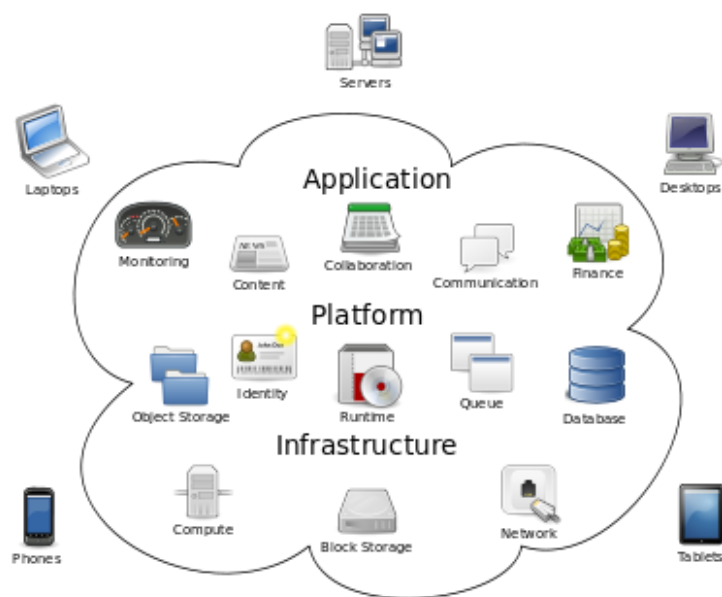 Servers
Laptops
Desktops
Application
Monitoring
Content
Collaboration
Communication
Finance
Platform
Object Storage
Identity
Runtime
Queue
Database
Infrastructure
Compute
Block Storage
Network
Phones
Tablets